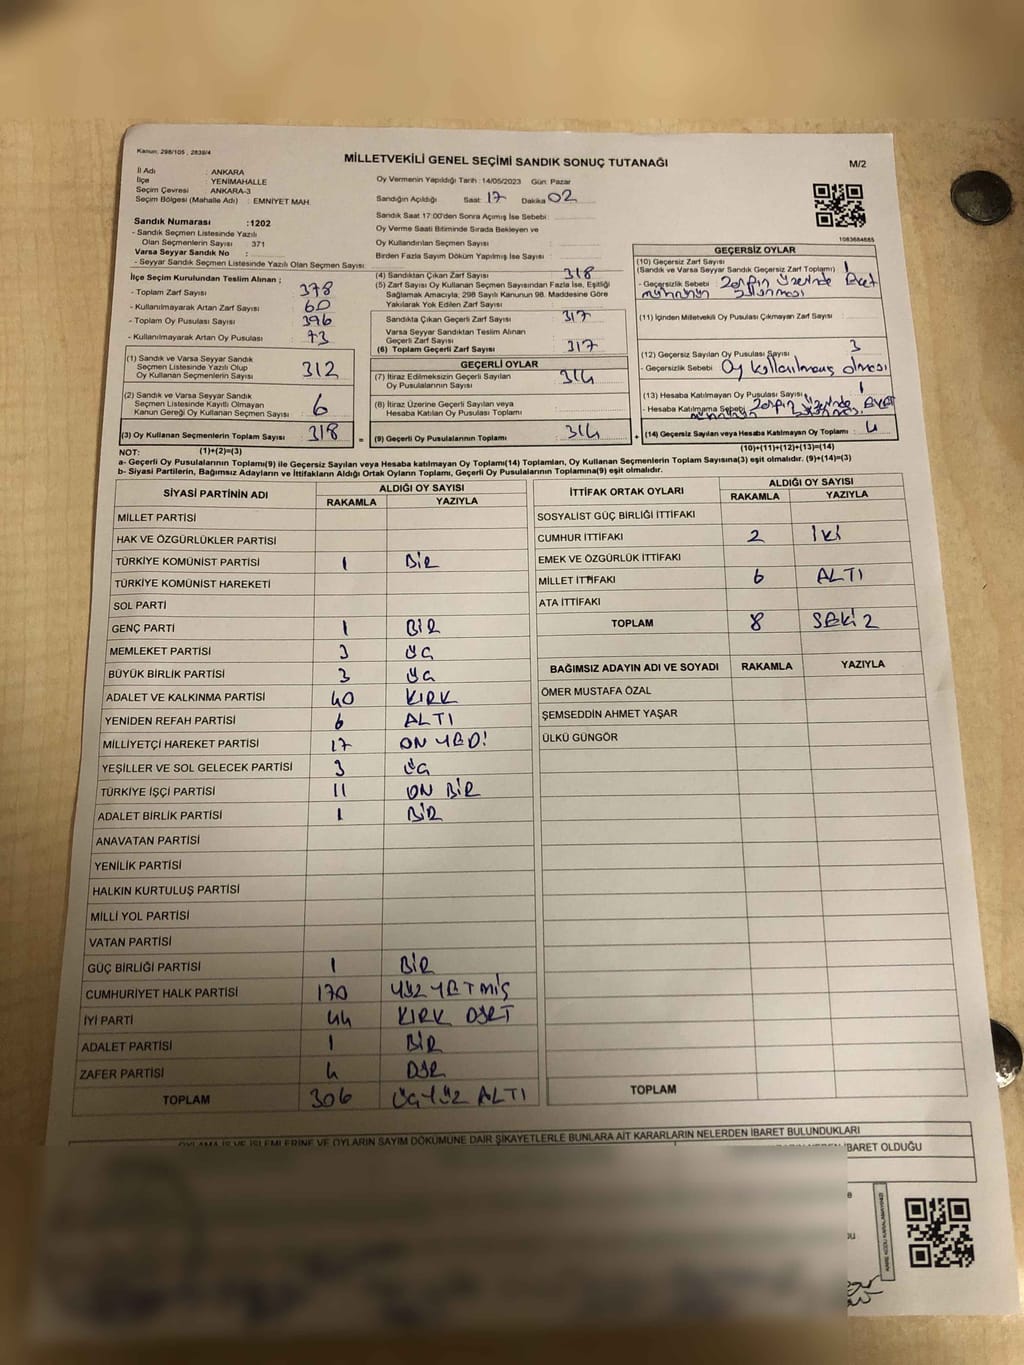 Kanun: 298/105 , 2839/4
MİLLETVEKİLİ GENEL SEÇİMİ SANDIK SONUÇ TUTANAĞI
M/2
İl Adı : ANKARA
İlçe : YENİMAHALLE
Seçim Çevresi : ANKARA-3
Seçim Bölgesi (Mahalle Adı) : EMNİYET MAH.
Sandık Numarası :1202
- Sandık Seçmen Listesinde Yazılı
Olan Seçmenlerin Sayısı : 371
Varsa Seyyar Sandık No :
- Seyyar Sandık Seçmen Listesinde Yazılı Olan Seçmen Sayısı :
Oy Vermenin Yapıldığı Tarih : 14/05/2023 Gün: Pazar
Sandığın Açıldığı Saat: 17 Dakika 02
Sandık Saat 17:00'den Sonra Açımış İse Sebebi :
Oy Verme Saati Bitiminde Sırada Bekleyen ve
Oy Kullandırılan Seçmen Sayısı :
Birden Fazla Sayım Döküm Yapılmış İse Sayısı :
1083684685
İlçe Seçim Kurulundan Teslim Alınan ;
- Toplam Zarf Sayısı : 378
- Kullanılmayarak Artan Zarf Sayısı : 60
- Toplam Oy Pusulası Sayısı : 396
- Kullanılmayarak Artan Oy Pusulası : 73
(1) Sandık ve Varsa Seyyar Sandık
Seçmen Listesinde Yazılı Olup
Oy Kullanan Seçmenlerin Sayısı : 312
(2) Sandık ve Varsa Seyyar Sandık
Seçmen Listesinde Kayıtlı Olmayan
Kanun Gereği Oy Kullanan Seçmen Sayısı : 6
(3) Oy Kullanan Seçmenlerin Toplam Sayısı : 318
(4) Sandıktan Çıkan Zarf Sayısı : 318
(5) Zarf Sayısı Oy Kullanan Seçmen Sayısından Fazla İse, Eşitliği
Sağlamak Amacıyla; 298 Sayılı Kanunun 98. Maddesine Göre
Yakılarak Yok Edilen Zarf Sayısı :
Sandıkta Çıkan Geçerli Zarf Sayısı : 317
Varsa Seyyar Sandıktan Teslim Alınan
Geçerli Zarf Sayısı :
(6) Toplam Geçerli Zarf Sayısı : 317
GEÇERLİ OYLAR
(7) İtiraz Edilmeksizin Geçerli Sayılan
Oy Pusulalarının Sayısı : 314
(8) İtiraz Üzerine Geçerli Sayılan veya
Hesaba Katılan Oy Pusulası Toplamı :
= (9) Geçerli Oy Pusulalarının Toplamı : 314
GEÇERSİZ OYLAR
(10) Geçersiz Zarf Sayısı
(Sandık ve Varsa Seyyar Sandık Geçersiz Zarf Toplamı) : 1
- Geçersizlik Sebebi : Zarfın üzerinde Evet
mührünün
(11) İçinden Milletvekili Oy Pusulası Çıkmayan Zarf Sayısı :
(12) Geçersiz Sayılan Oy Pusulası Sayısı : 3
- Geçersizlik Sebebi : Oy kullanılmamış olması
(13) Hesaba Katılmayan Oy Pusulası Sayısı : 1
- Hesaba Katılmama Sebebi : Zarfın üzerinde Evet
mührünün
+ (14) Geçersiz Sayılan veya Hesaba Katılmayan Oy Toplamı : 4
NOT: (1)+(2)=(3) (10)+(11)+(12)+(13)=(14)
a- Geçerli Oy Pusulalarının Toplamı(9) ile Geçersiz Sayılan veya Hesaba katılmayan Oy Toplamı(14) Toplamları, Oy Kullanan Seçmenlerin Toplam Sayısına(3) eşit olmalıdır. (9)+(14)=(3)
b- Siyasi Partilerin, Bağımsız Adayların ve İttifakların Aldığı Ortak Oyların Toplamı, Geçerli Oy Pusulalarının Toplamına(9) eşit olmalıdır.
SİYASİ PARTİNİN ADI ALDIĞI OY SAYISI
RAKAMLA YAZIYLA
MİLLET PARTİSİ
HAK VE ÖZGÜRLÜKLER PARTİSİ
TÜRKİYE KOMÜNİST PARTİSİ 1 BİR
TÜRKİYE KOMÜNİST HAREKETİ
SOL PARTİ
GENÇ PARTİ 1 BİR
MEMLEKET PARTİSİ 3 ÜÇ
BÜYÜK BİRLİK PARTİSİ 3 ÜÇ
ADALET VE KALKINMA PARTİSİ 40 KIRK
YENİDEN REFAH PARTİSİ 6 ALTI
MİLLİYETÇİ HAREKET PARTİSİ 17 ON YEDİ
YEŞİLLER VE SOL GELECEK PARTİSİ 3 ÜÇ
TÜRKİYE İŞÇİ PARTİSİ 11 ON BİR
ADALET BİRLİK PARTİSİ 1 BİR
ANAVATAN PARTİSİ
YENİLİK PARTİSİ
HALKIN KURTULUŞ PARTİSİ
MİLLİ YOL PARTİSİ
VATAN PARTİSİ
GÜÇ BİRLİĞİ PARTİSİ 1 BİR
CUMHURİYET HALK PARTİSİ 170 YÜZ YETMİŞ
İYİ PARTİ 44 KIRK DÖRT
ADALET PARTİSİ 1 BİR
ZAFER PARTİSİ 4 DÖR
TOPLAM 306 ÜÇYÜZ ALTI
İTTİFAK ORTAK OYLARI ALDIĞI OY SAYISI
RAKAMLA YAZIYLA
SOSYALİST GÜÇ BİRLİĞİ İTTİFAKI
CUMHUR İTTİFAKI 2 İKİ
EMEK VE ÖZGÜRLÜK İTTİFAKI
MİLLET İTTİFAKI 6 ALTI
ATA İTTİFAKI
TOPLAM 8 SEKİZ
BAĞIMSIZ ADAYIN ADI VE SOYADI RAKAMLA YAZIYLA
ÖMER MUSTAFA ÖZAL
ŞEMSEDDİN AHMET YAŞAR
ÜLKÜ GÜNGÖR
TOPLAM
OYLAMA İŞ VE İŞLEMLERİNE VE OYLARIN SAYIM DÖKÜMÜNE DAİR ŞİKAYETLERLE BUNLARA AİT KARARLARIN NELERDEN İBARET BULUNDUKLARI
İBARET OLDUĞU
KARE KODU KARALAMAYINIZ